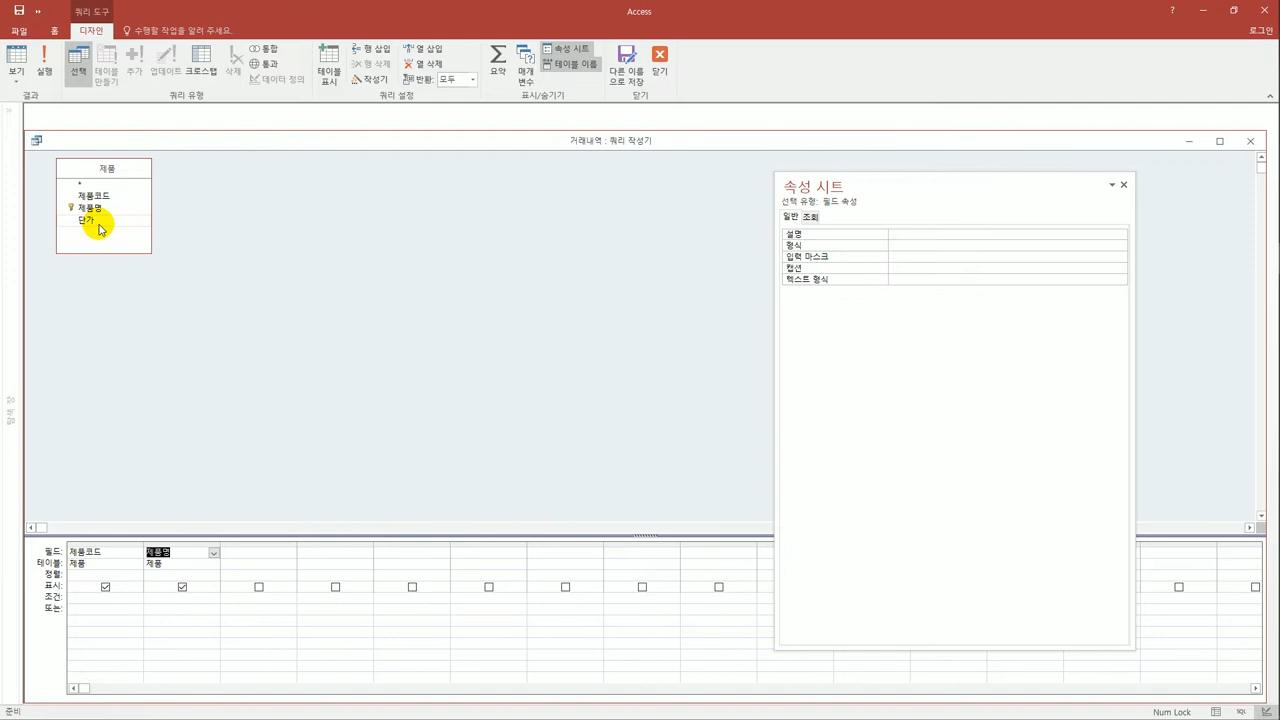 쿼리 도구
Access
파일
홈
디자인
수행할 작업을 알려 주세요.
로그인
보기
실행
선택
테이블 만들기
추가
업데이트
크로스탭
삭제
통합
통과
데이터 정의
테이블 표시
행 삽입
행 삭제
작성기
열 삽입
열 삭제
반환: 모두
요약
매개 변수
속성 시트
테이블 이름
다른 이름으로 저장
닫기
결과
쿼리 유형
쿼리 설정
표시/숨기기
닫기
거래내역 : 쿼리 작성기
탐색 창
제품
*
제품코드
제품명
단가
속성 시트
선택 유형: 필드 속성
일반 조회
설명
형식
입력 마스크
캡션
텍스트 형식
필드: 제품코드 제품명
테이블: 제품 제품
정렬:
표시:
조건:
또는:
준비
Num Lock
SQL